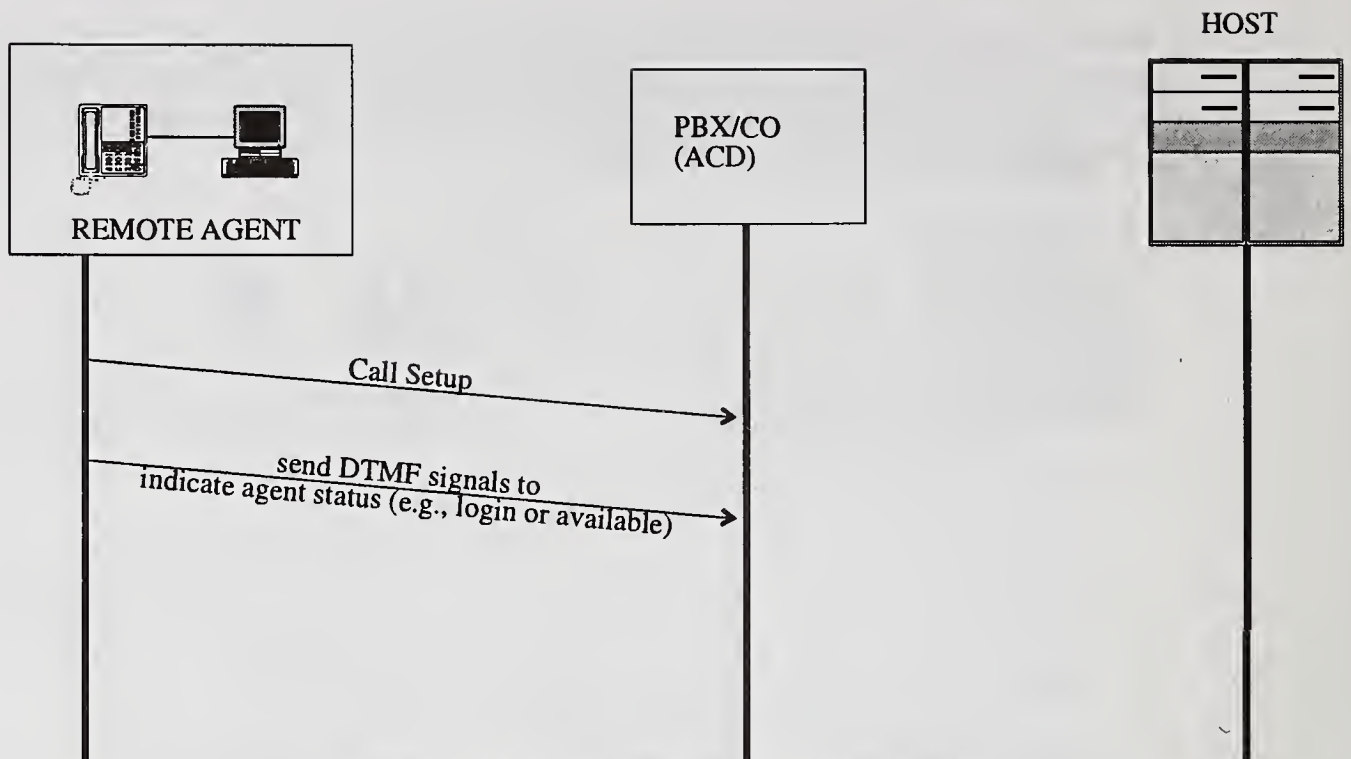 HOST
PBX/CO
(ACD)
REMOTE AGENT
Call Setup
send DTMF signals to
indicate agent status (e.g., login or available)